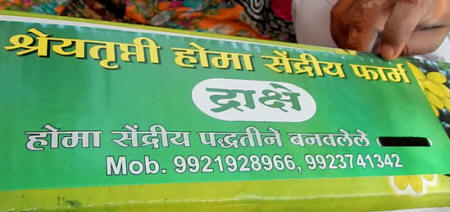 श्रेयतृप्ती होमा सेंद्रीय फार्म
द्राक्षे
होमा सेंद्रीय पद्धतीने बनवलेले
Mob. 9921928966, 9923741342